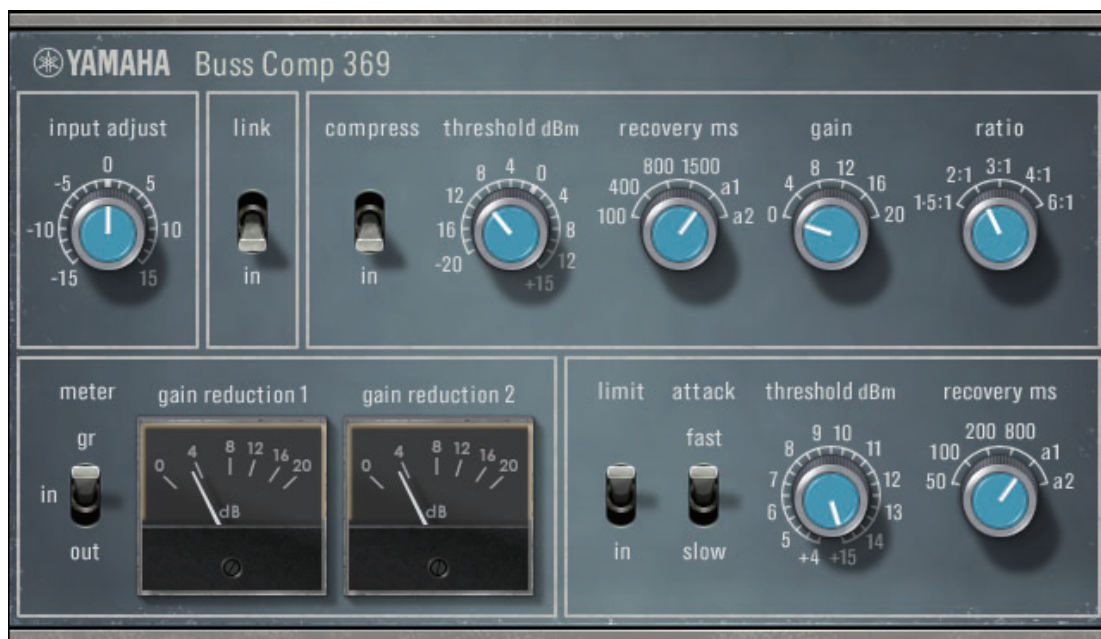 YAMAHA Buss Comp 369
input adjust
0
-5 5
-10 10
-15 15
link
in
compress
in
threshold dBm
4 0
8 4
12 8
16 12
-20 +15
recovery ms
800 1500
400 a1
100 a2
gain
8 12
4 16
0 20
ratio
3:1
2:1 4:1
1·5:1 6:1
meter
gr
in
out
gain reduction 1
0 4 8 12 16 20
dB
gain reduction 2
0 4 8 12 16 20
dB
limit
in
attack
fast
slow
threshold dBm
9 10
8 11
7 12
6 13
5 14
+4 +15
recovery ms
200 800
100 a1
50 a2